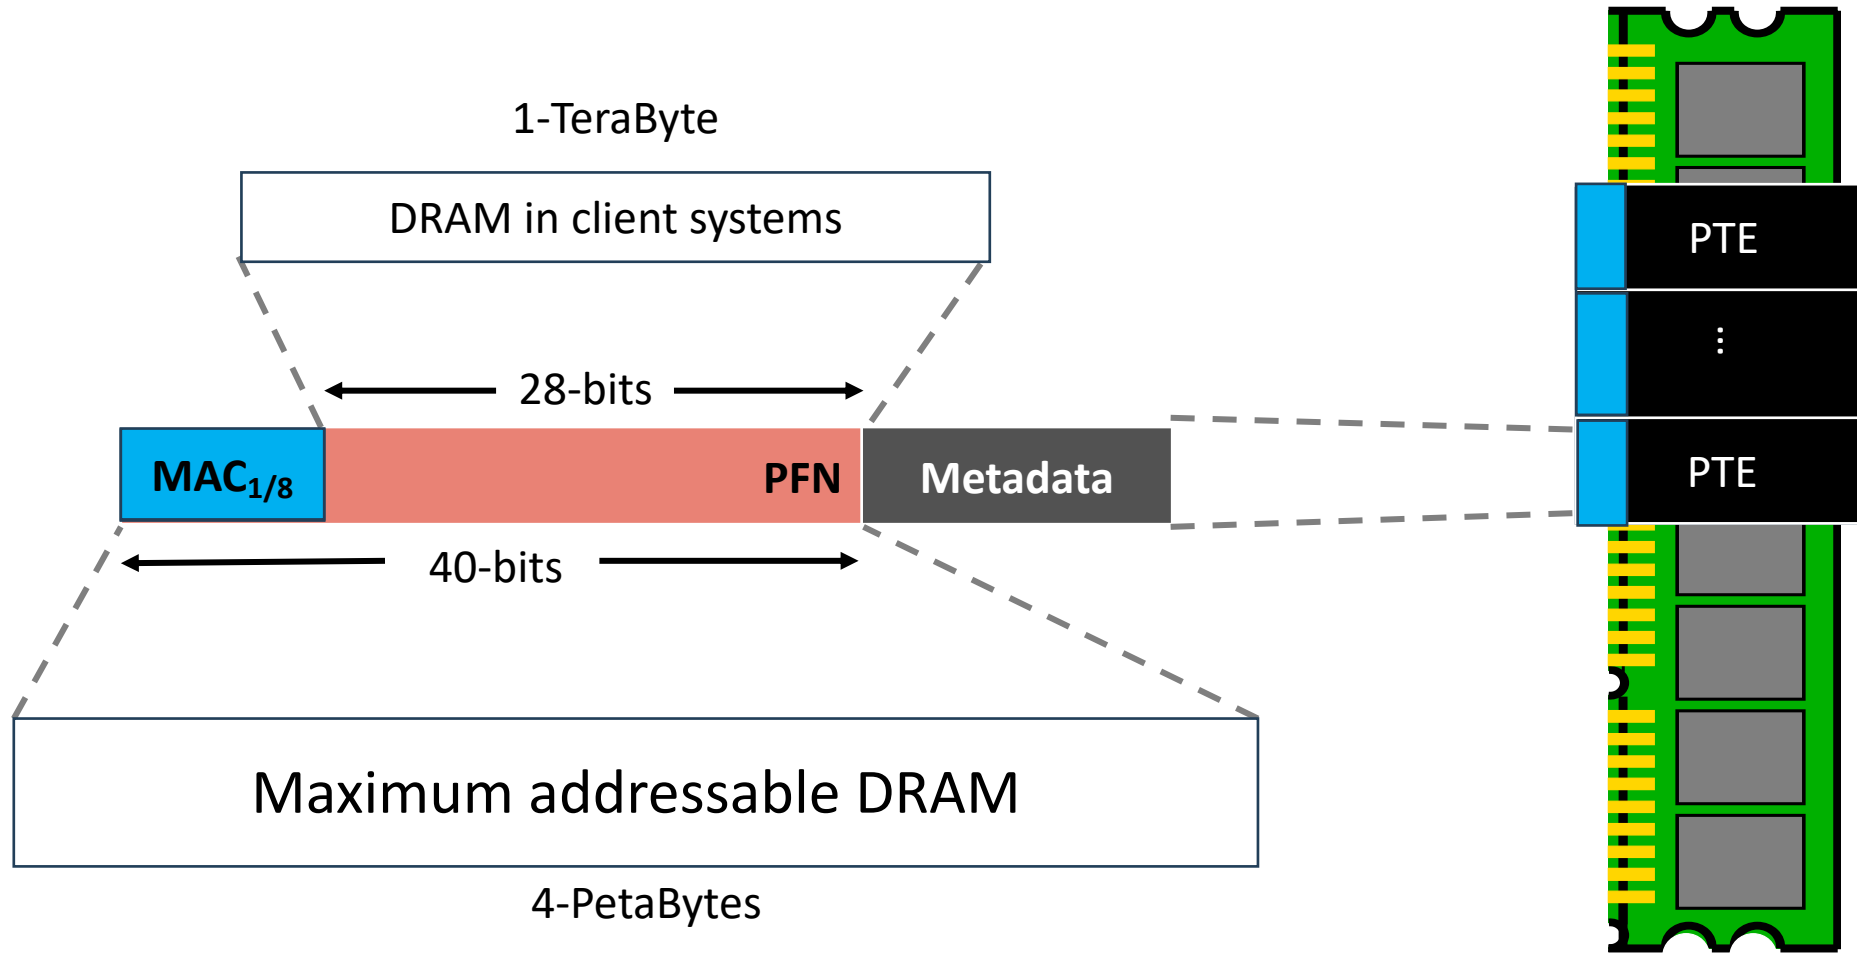 1-TeraByte
DRAM in client systems
PTE
⋮
28-bits
MAC1/8
PFN
Metadata
PTE
40-bits
Maximum addressable DRAM
4-PetaBytes